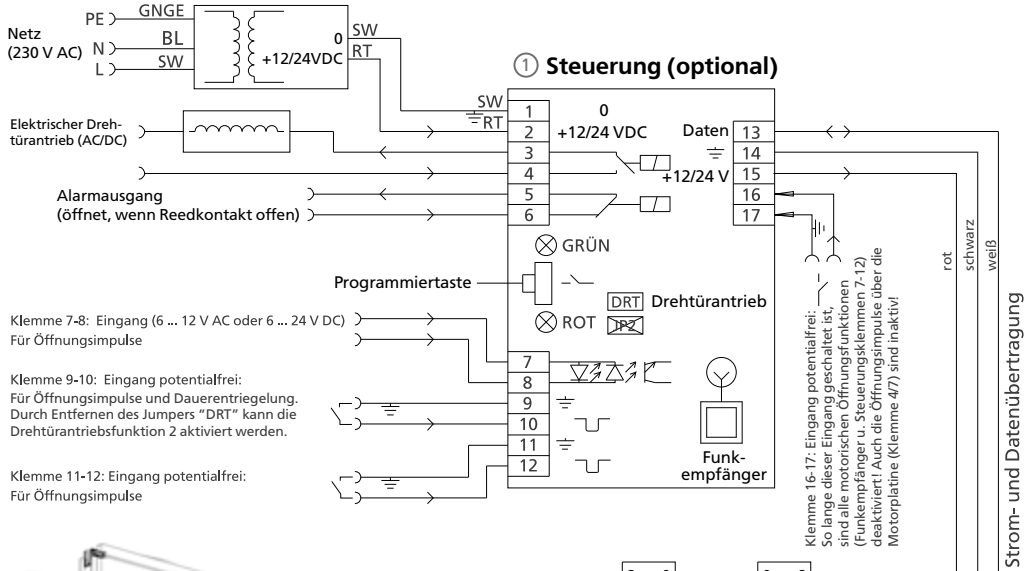 Netz
(230 V AC)
PE
GNGE
N
BL
L
SW
0
+12/24VDC
SW
RT
① Steuerung (optional)
SW
RT
1
2
3
4
5
6
0
+12/24 VDC
Daten
+12/24 V
13
14
15
16
17
Elektrischer Dreh-
türantrieb (AC/DC)
Alarmausgang
(öffnet, wenn Reedkontakt offen)
GRÜN
Programmiertaste
DRT Drehtürantrieb
ROT JP2
Klemme 7-8: Eingang (6 ... 12 V AC oder 6 ... 24 V DC)
Für Öffnungsimpulse
Klemme 9-10: Eingang potentialfrei:
Für Öffnungsimpulse und Dauerentriegelung.
Durch Entfernen des Jumpers “DRT” kann die
Drehtürantriebsfunktion 2 aktiviert werden.
Klemme 11-12: Eingang potentialfrei:
Für Öffnungsimpulse
7
8
9
10
11
12
Funk-
empfänger
Klemme 16-17: Eingang potentialfrei:
So lange dieser Eingang geschaltet ist,
sind alle motorischen Öffnungsfunktionen
(Funkempfänger u. Steuerungsklemmen 7-12)
deaktiviert! Auch die Öffnungsimpulse über die
Motorplatine (Klemme 4/7) sind inaktiv!
rot
schwarz
weiß
Strom- und Datenübertragung